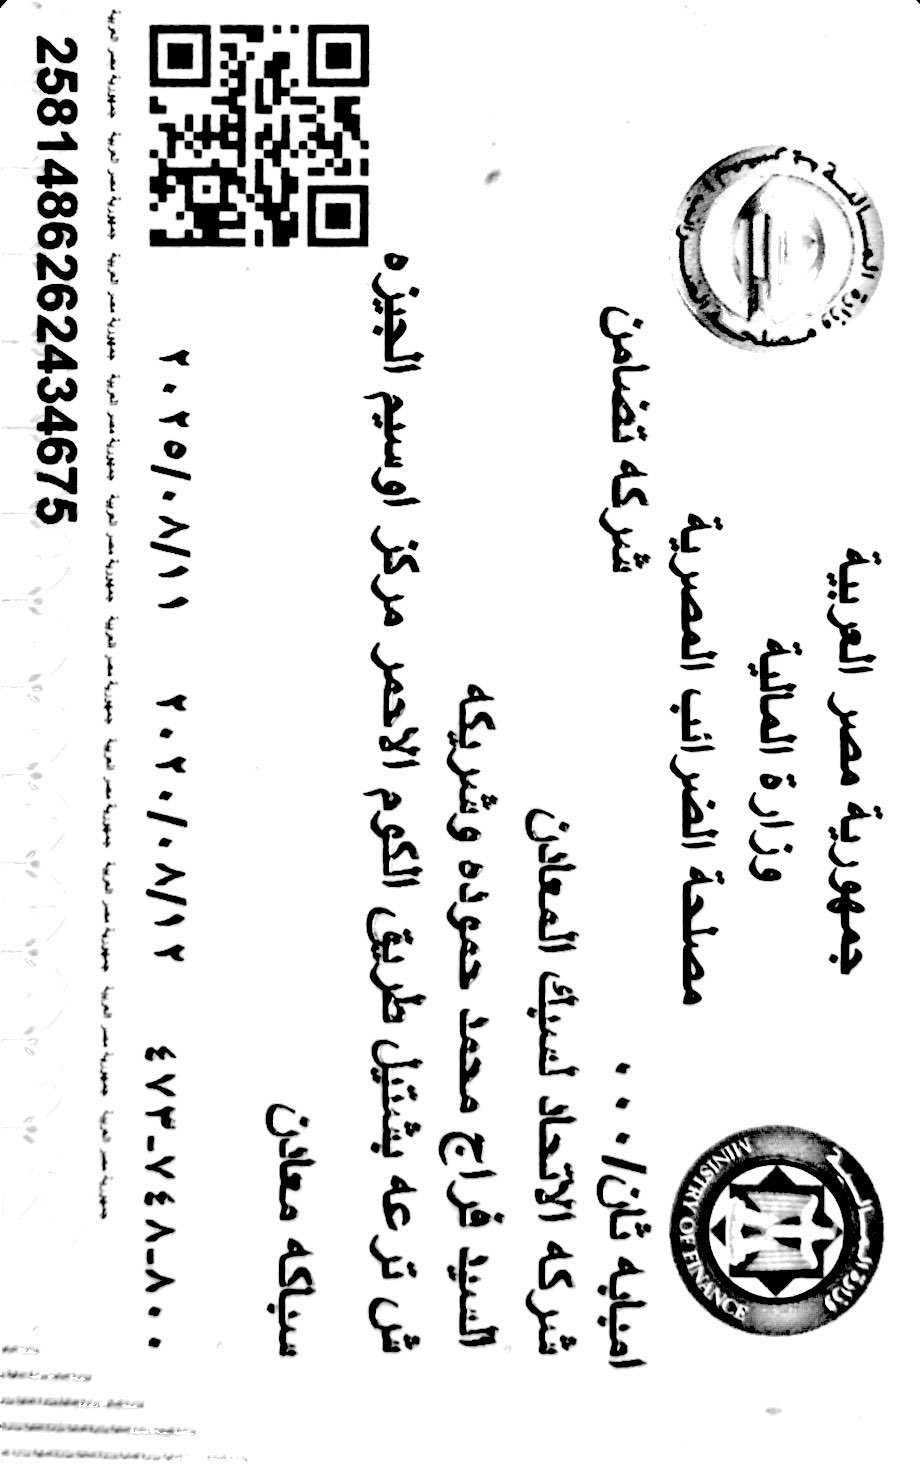 جمهورية مصر العربية
وزارة المالية
مصلحة الضرائب المصرية
وزارة المالية
MINISTRY OF FINANCE
وزارة المالية
مصلحة الضرائب المصرية
امبابه ثان/٠٠٠ شركه تضامن
شركه الاتحاد لسبك المعادن
السيد فراج محمد حموده وشريكه
ش ترعه بشتيل طريق الكوم الاحمر مركز اوسيم الجيزه
سباكه معادن
٤٧٣-٧٤٨-٨٠٠ ٢٠٢٠/٠٨/١٢ ٢٠٢٥/٠٨/١١
جمهورية مصر العربية جمهورية مصر العربية جمهورية مصر العربية جمهورية مصر العربية جمهورية مصر العربية جمهورية مصر العربية جمهورية مصر العربية جمهورية مصر العربية جمهورية مصر العربية جمهورية مصر العربية
2581486262434675